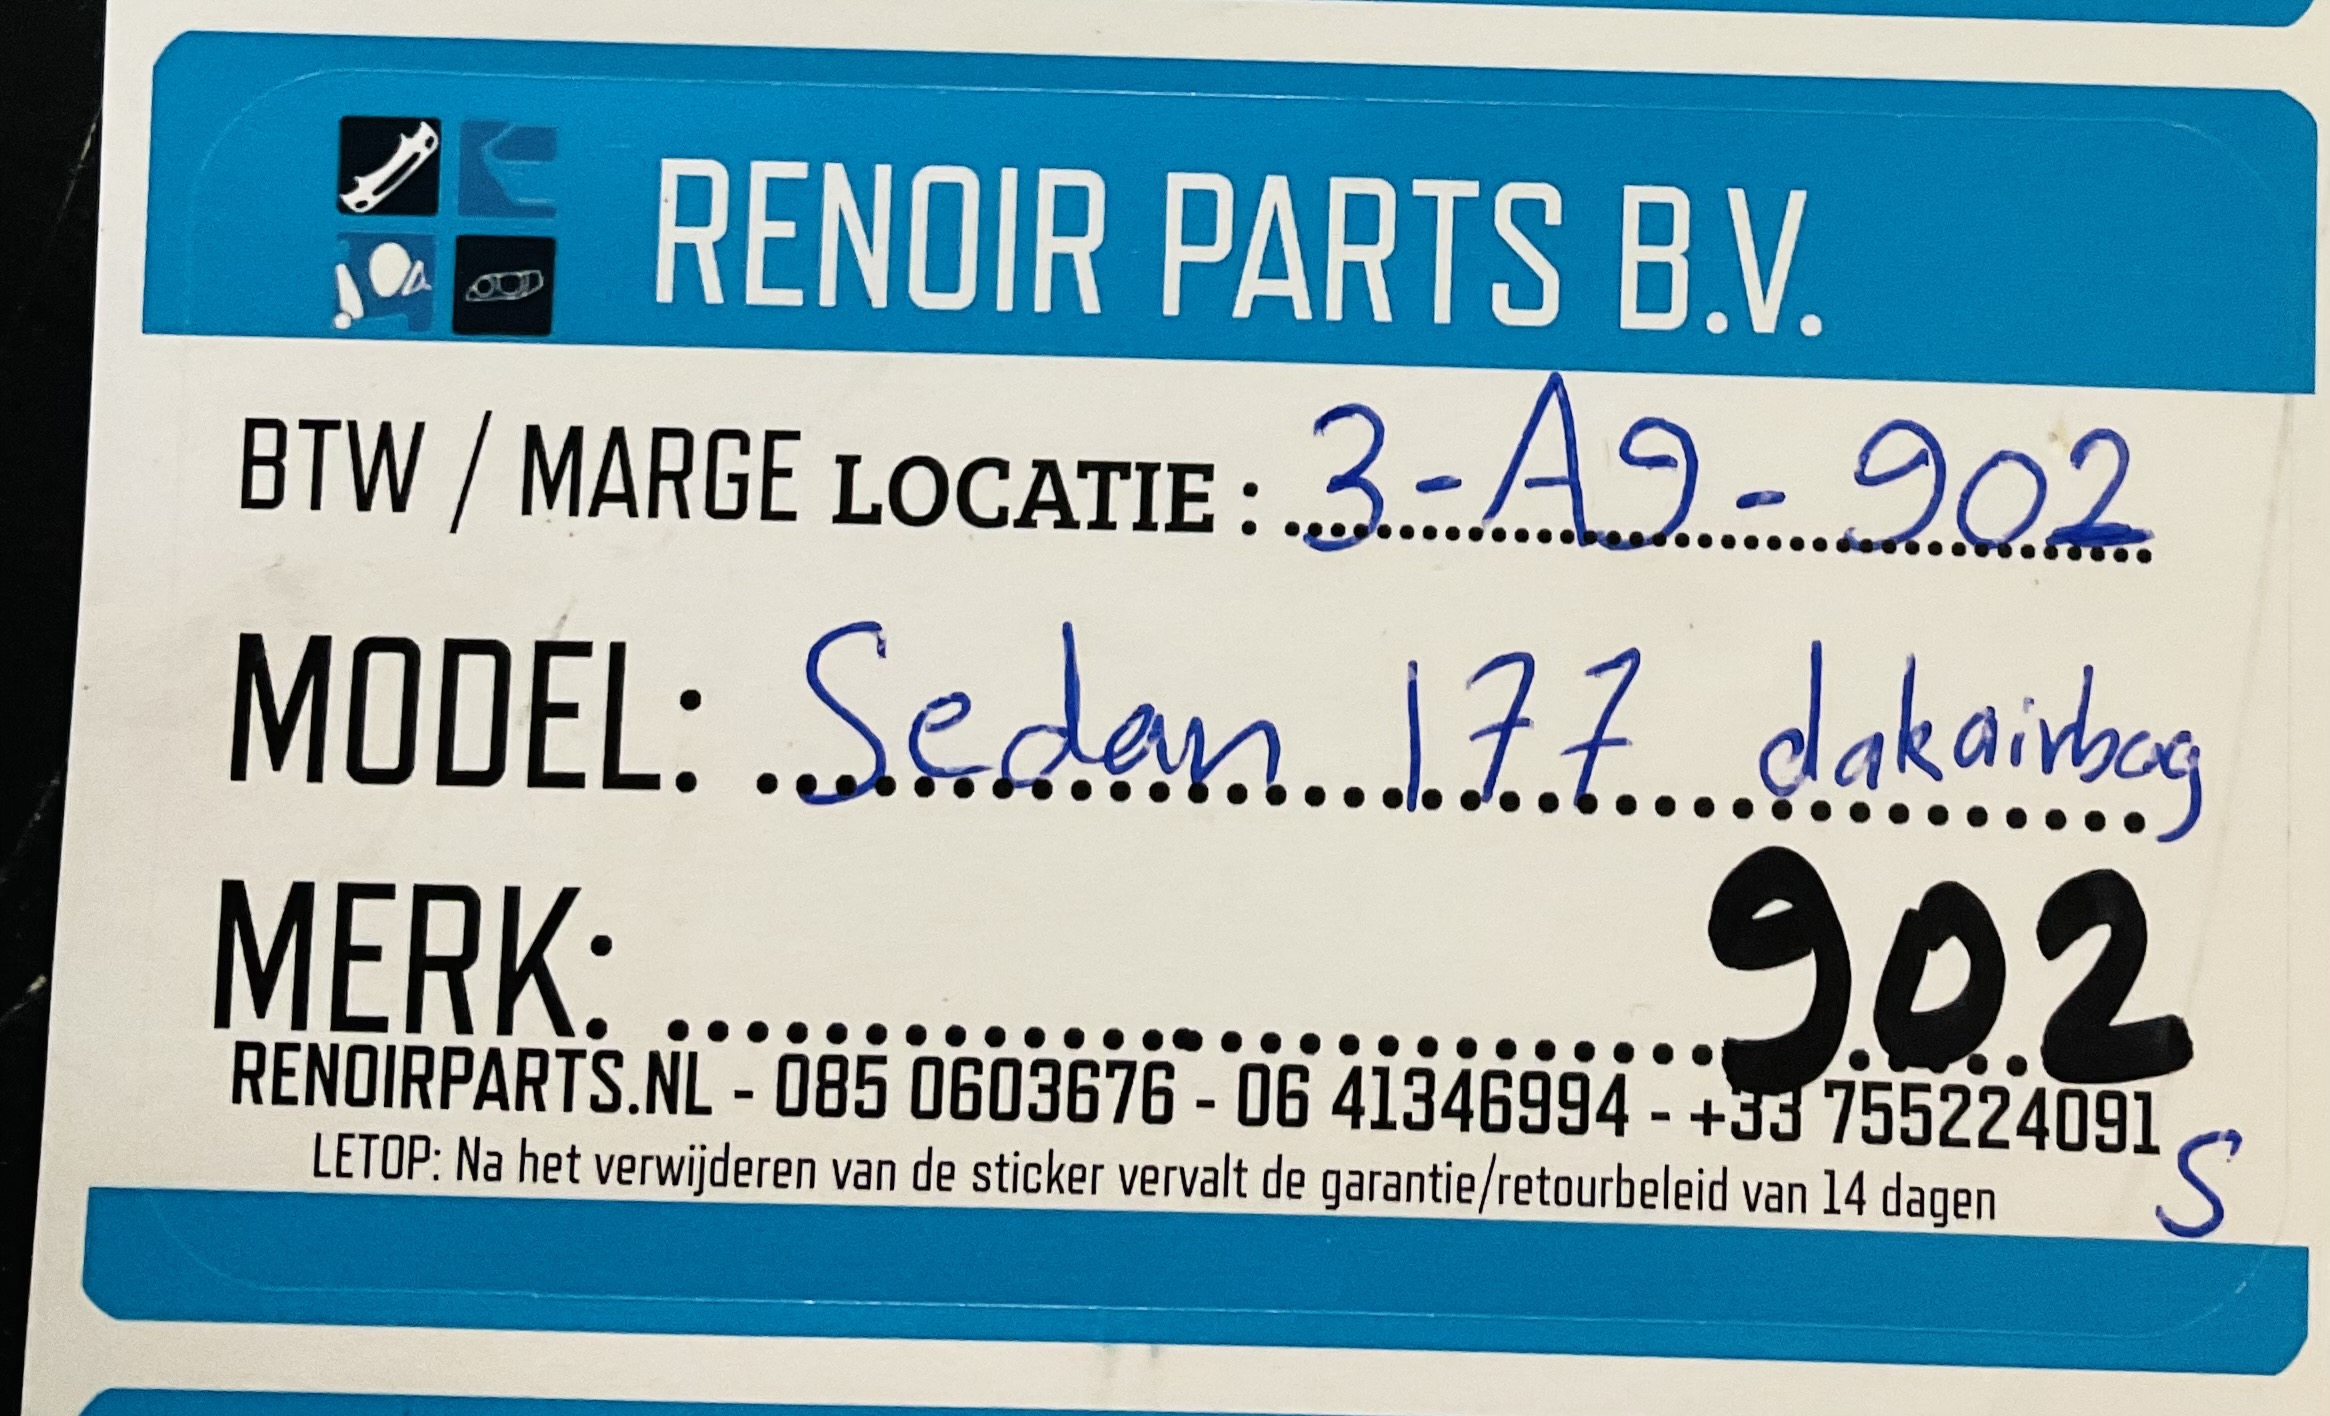 RENOIR PARTS B.V.
BTW / MARGE LOCATIE : 3-A9-902
MODEL: Sedan 177 dakairbag
MERK: 902
RENOIRPARTS.NL - 085 0603676 - 06 41346994 - +33 755224091
LETOP: Na het verwijderen van de sticker vervalt de garantie/retourbeleid van 14 dagen
S